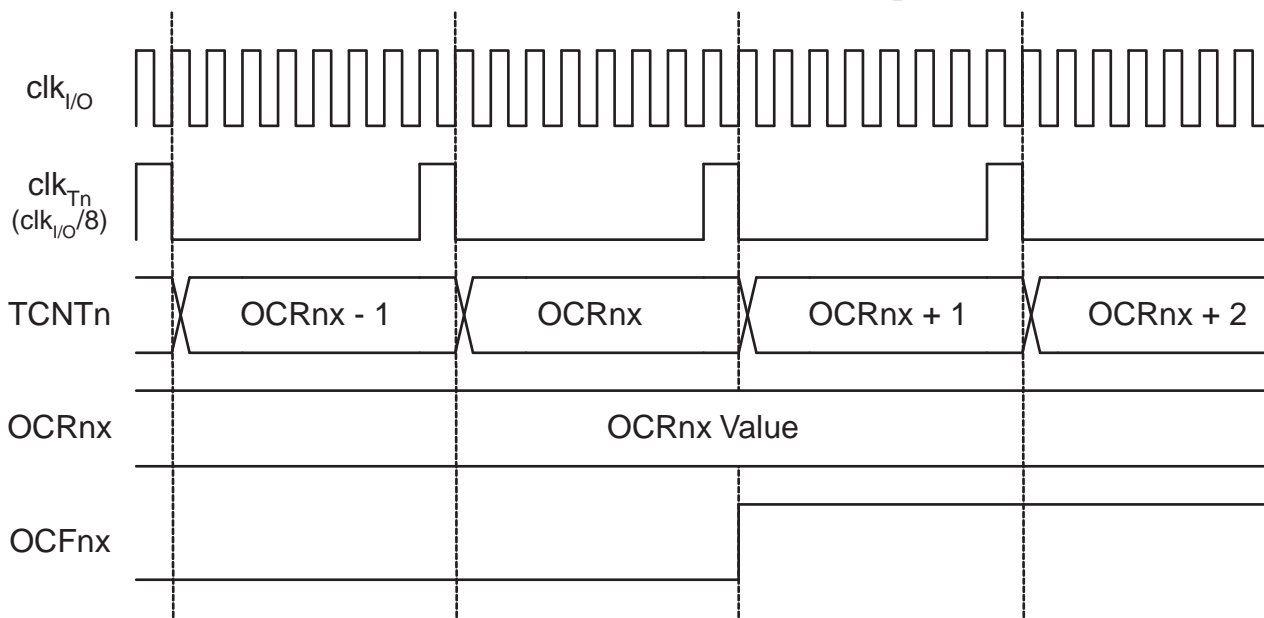 clkI/O
clkTn
(clkI/O/8)
TCNTn
OCRnx - 1
OCRnx
OCRnx + 1
OCRnx + 2
OCRnx
OCRnx Value
OCFnx